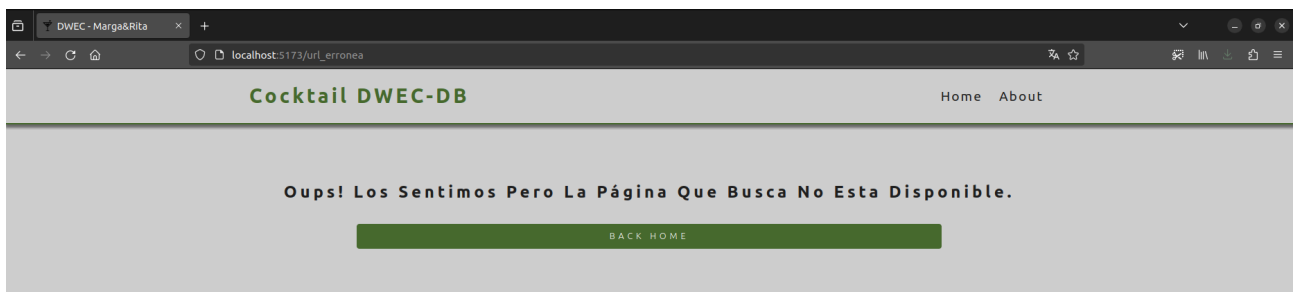 DWEC - Marga&Rita
localhost:5173/url_erronea
Cocktail DWEC-DB
Home About
Oups! Los Sentimos Pero La Página Que Busca No Esta Disponible.
BACK HOME